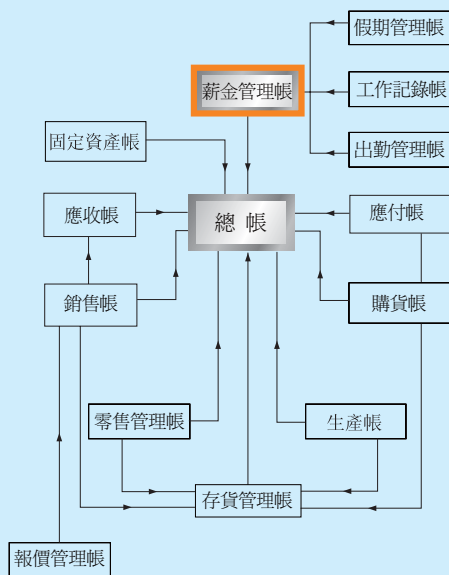 假期管理帳
薪金管理帳
工作記錄帳
固定資產帳
出勤管理帳
應收帳
總帳
應付帳
銷售帳
購貨帳
零售管理帳
生產帳
存貨管理帳
報價管理帳